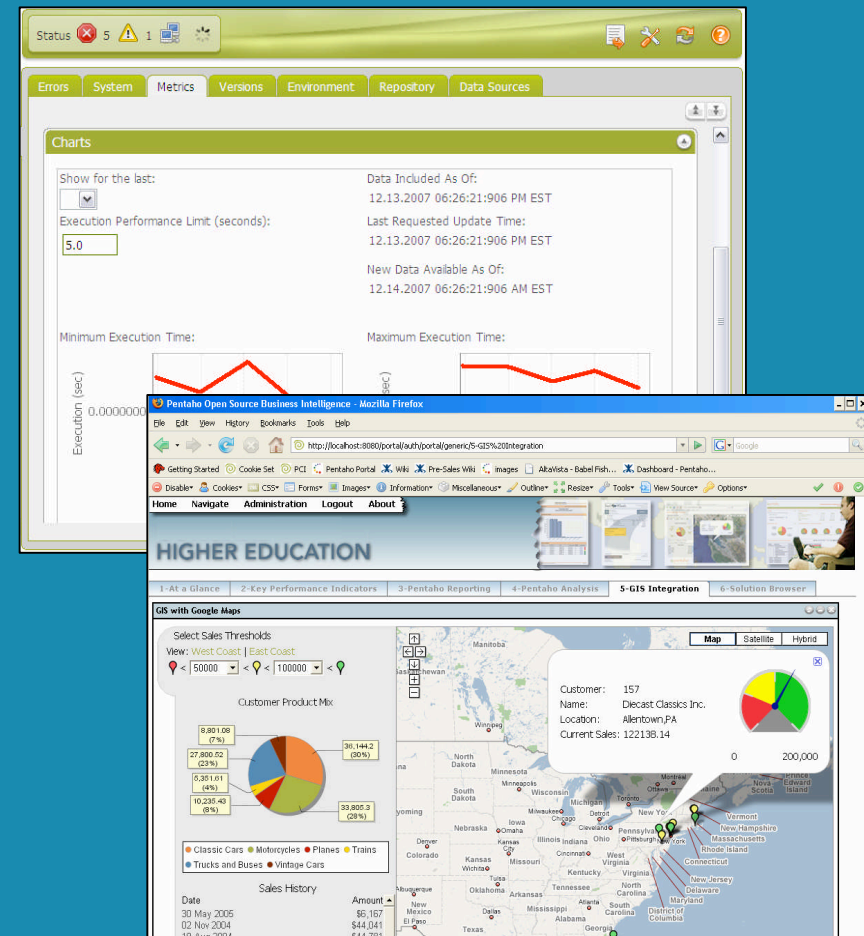 Status 5 1
Errors System Metrics Versions Environment Repository Data Sources
Charts
Show for the last:
Execution Performance Limit (seconds):
5.0
Data Included As Of:
12.13.2007 06:26:21:906 PM EST
Last Requested Update Time:
12.13.2007 06:26:21:906 PM EST
New Data Available As Of:
12.14.2007 06:26:21:906 AM EST
Minimum Execution Time:
Maximum Execution Time:
Execution (sec)
0.0000000
Pentaho Open Source Business Intelligence - Mozilla Firefox
File Edit View History Bookmarks Tools Help
http://localhost:8080/portal/auth/portal/generic/5-GIS%20Integration
Google
Getting Started Cookie Set PCI Pentaho Portal Wiki Pre-Sales Wiki images AltaVista - Babel Fish... Dashboard - Pentaho...
Disable Cookies CSS Forms Images Information Miscellaneous Outline Resize Tools View Source Options
Home Navigate Administration Logout About
HIGHER EDUCATION
1-At a Glance 2-Key Performance Indicators 3-Pentaho Reporting 4-Pentaho Analysis 5-GIS Integration 6-Solution Browser
GIS with Google Maps
Select Sales Thresholds
View: West Coast | East Coast
< 50000 < < 100000 <
Customer Product Mix
8,801.08
(7%)
27,800.52
(23%)
5,351.61
(4%)
10,235.43
(8%)
36,144.2
(30%)
33,805.3
(28%)
Classic Cars Motorcycles Planes Trains
Trucks and Buses Vintage Cars
Sales History
Date Amount
30 May 2005 $6,167
02 Nov 2004 $44,041
Map Satellite Hybrid
Customer: 157
Name: Diecast Classics Inc.
Location: Allentown,PA
Current Sales: 122138.14
0 200,000
Manitoba
Winnipeg
North Dakota
Minnesota
Minneapolis
South Dakota
Wisconsin
Michigan
Toronto
Ottawa
Montreal
Maine
Nova Scotia
Prince Edward Island
Milwaukee
Detroit
New York
Vermont
New Hampshire
Massachusetts
Rhode Island
Connecticut
New Jersey
Delaware
Maryland
District of Columbia
Nebraska
Iowa
Omaha
Chicago
Cleveland
Pittsburgh
New York
Denver
Colorado
Kansas City
Illinois
Indiana
Ohio
Cincinnati
West Virginia
Kansas
Wichita
Missouri
Kentucky
Virginia
Tulsa
Albuquerque
New Mexico
Oklahoma
Arkansas
Tennessee
North Carolina
El Paso
Dallas
Texas
Mississippi
Alabama
Atlanta
South Carolina
Georgia